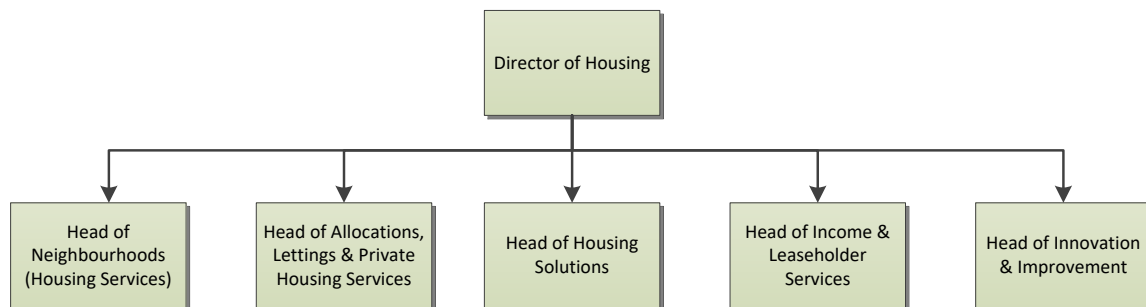 Director of Housing
Head of
Neighbourhoods
(Housing Services)
Head of Allocations,
Lettings & Private
Housing Services
Head of Housing
Solutions
Head of Income &
Leaseholder
Services
Head of Innovation
& Improvement